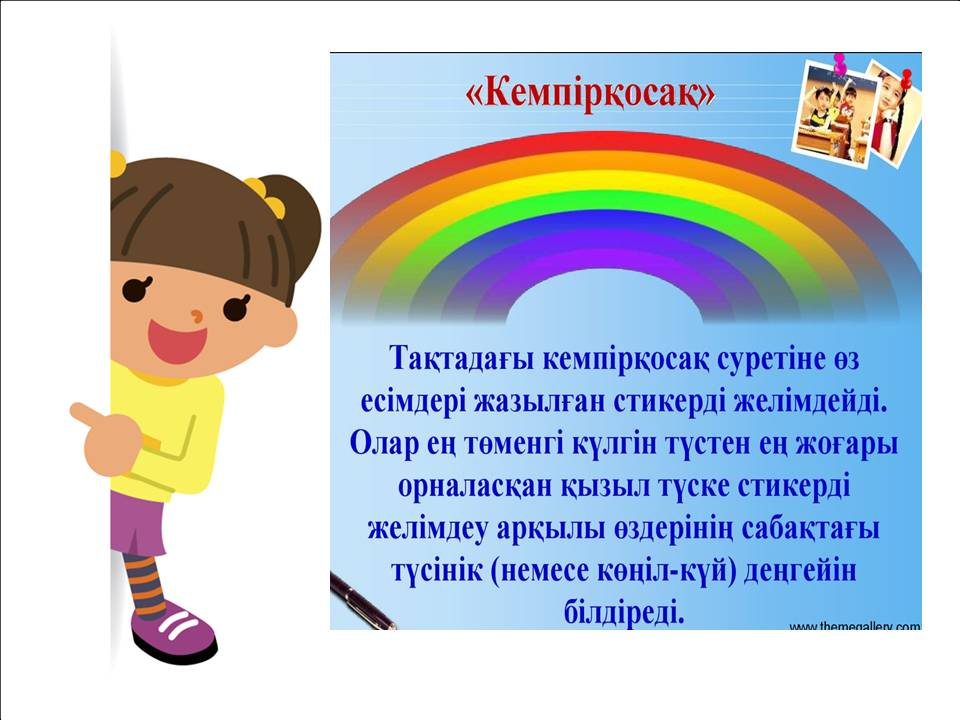 «Кемпірқосақ»
Тақтадағы кемпірқосақ суретіне өз
есімдері жазылған стикерді желімдейді.
Олар ең төменгі күлгін түстен ең жоғары
орналасқан қызыл түске стикерді
желімдеу арқылы өздерінің сабақтағы
түсінік (немесе көңіл-күй) деңгейін
білдіреді.
www.themegallery.com